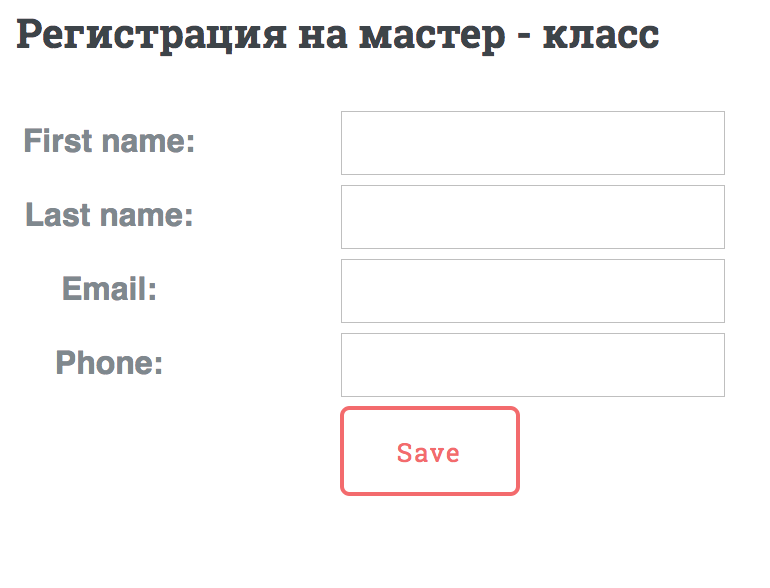 Регистрация на мастер - класс
First name:
Last name:
Email:
Phone:
Save